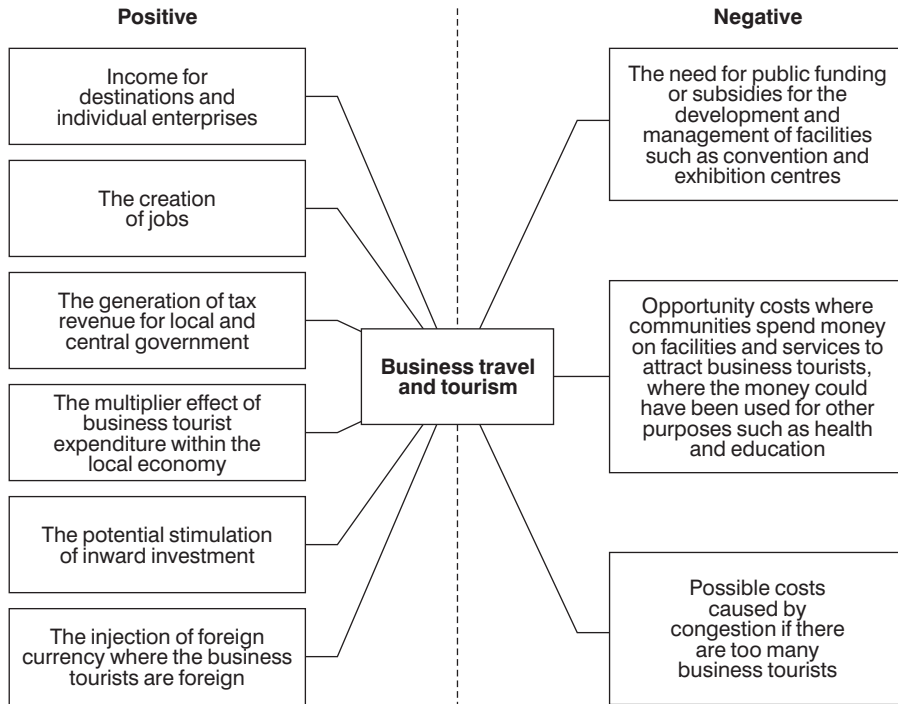 Positive
Negative
Income for
destinations and
individual enterprises
The creation
of jobs
The generation of tax
revenue for local and
central government
The multiplier effect of
business tourist
expenditure within the
local economy
The potential stimulation
of inward investment
The injection of foreign
currency where the business
tourists are foreign
Business travel
and tourism
The need for public funding
or subsidies for the
development and
management of facilities
such as convention and
exhibition centres
Opportunity costs where
communities spend money
on facilities and services to
attract business tourists,
where the money could
have been used for other
purposes such as health
and education
Possible costs
caused by
congestion if there
are too many
business tourists